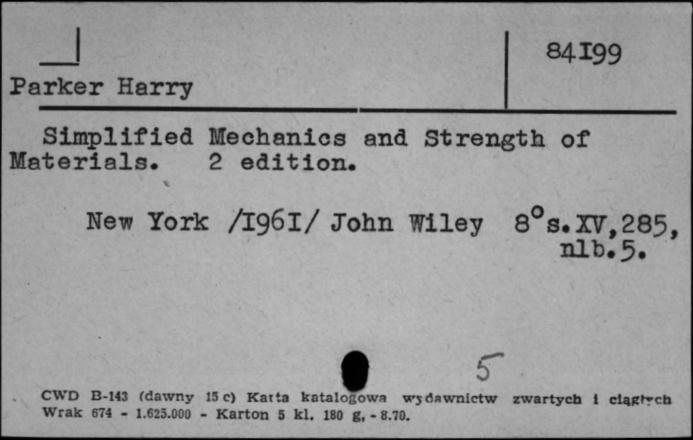 84I99
Parker Harry
Simplified Mechanics and Strength of
Materials. 2 edition.
New York /I96I/ John Wiley 8°s.XV,285,
nlb.5.
5
CWD B-143 (dawny 15 c) Karta katalogowa wydawnictw zwartych i ciągłych
Wrak 674 - 1.625.000 - Karton 5 kl. 180 g, - 8.70.